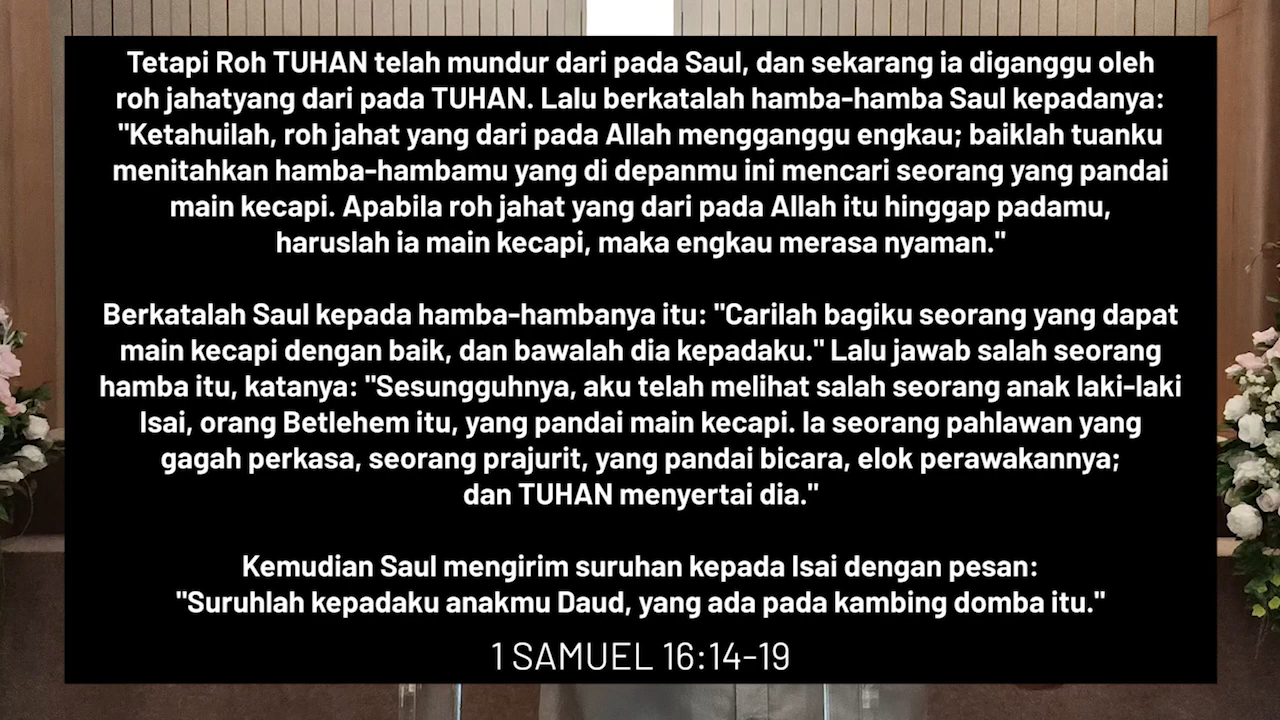 Tetapi Roh TUHAN telah mundur dari pada Saul, dan sekarang ia diganggu oleh
roh jahatyang dari pada TUHAN. Lalu berkatalah hamba-hamba Saul kepadanya:
"Ketahuilah, roh jahat yang dari pada Allah mengganggu engkau; baiklah tuanku
menitahkan hamba-hambamu yang di depanmu ini mencari seorang yang pandai
main kecapi. Apabila roh jahat yang dari pada Allah itu hinggap padamu,
haruslah ia main kecapi, maka engkau merasa nyaman."
Berkatalah Saul kepada hamba-hambanya itu: "Carilah bagiku seorang yang dapat
main kecapi dengan baik, dan bawalah dia kepadaku." Lalu jawab salah seorang
hamba itu, katanya: "Sesungguhnya, aku telah melihat salah seorang anak laki-laki
Isai, orang Betlehem itu, yang pandai main kecapi. Ia seorang pahlawan yang
gagah perkasa, seorang prajurit, yang pandai bicara, elok perawakannya;
dan TUHAN menyertai dia."
Kemudian Saul mengirim suruhan kepada Isai dengan pesan:
"Suruhlah kepadaku anakmu Daud, yang ada pada kambing domba itu."
1 SAMUEL 16:14-19